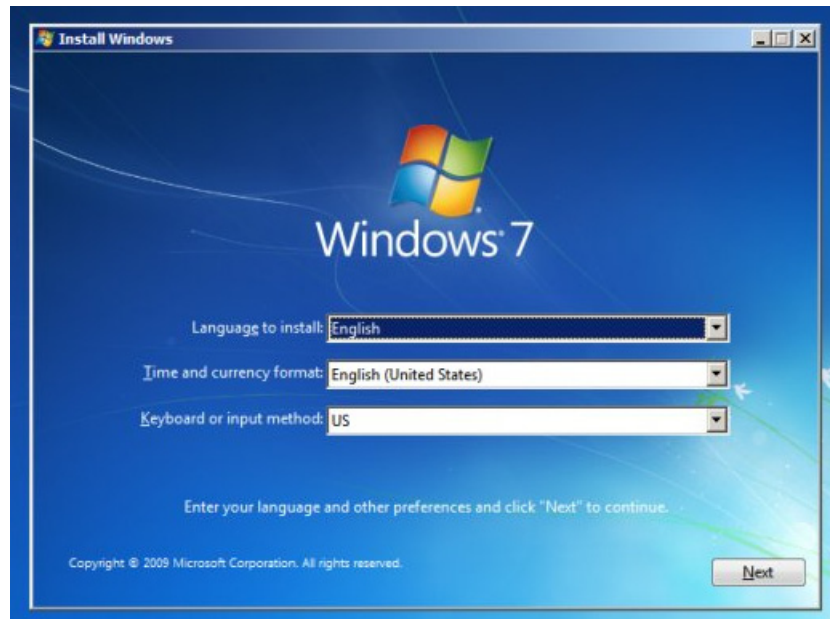 Install Windows
Windows® 7
Language to install: English
Time and currency format: English (United States)
Keyboard or input method: US
Enter your language and other preferences and click "Next" to continue.
Copyright © 2009 Microsoft Corporation. All rights reserved.
Next